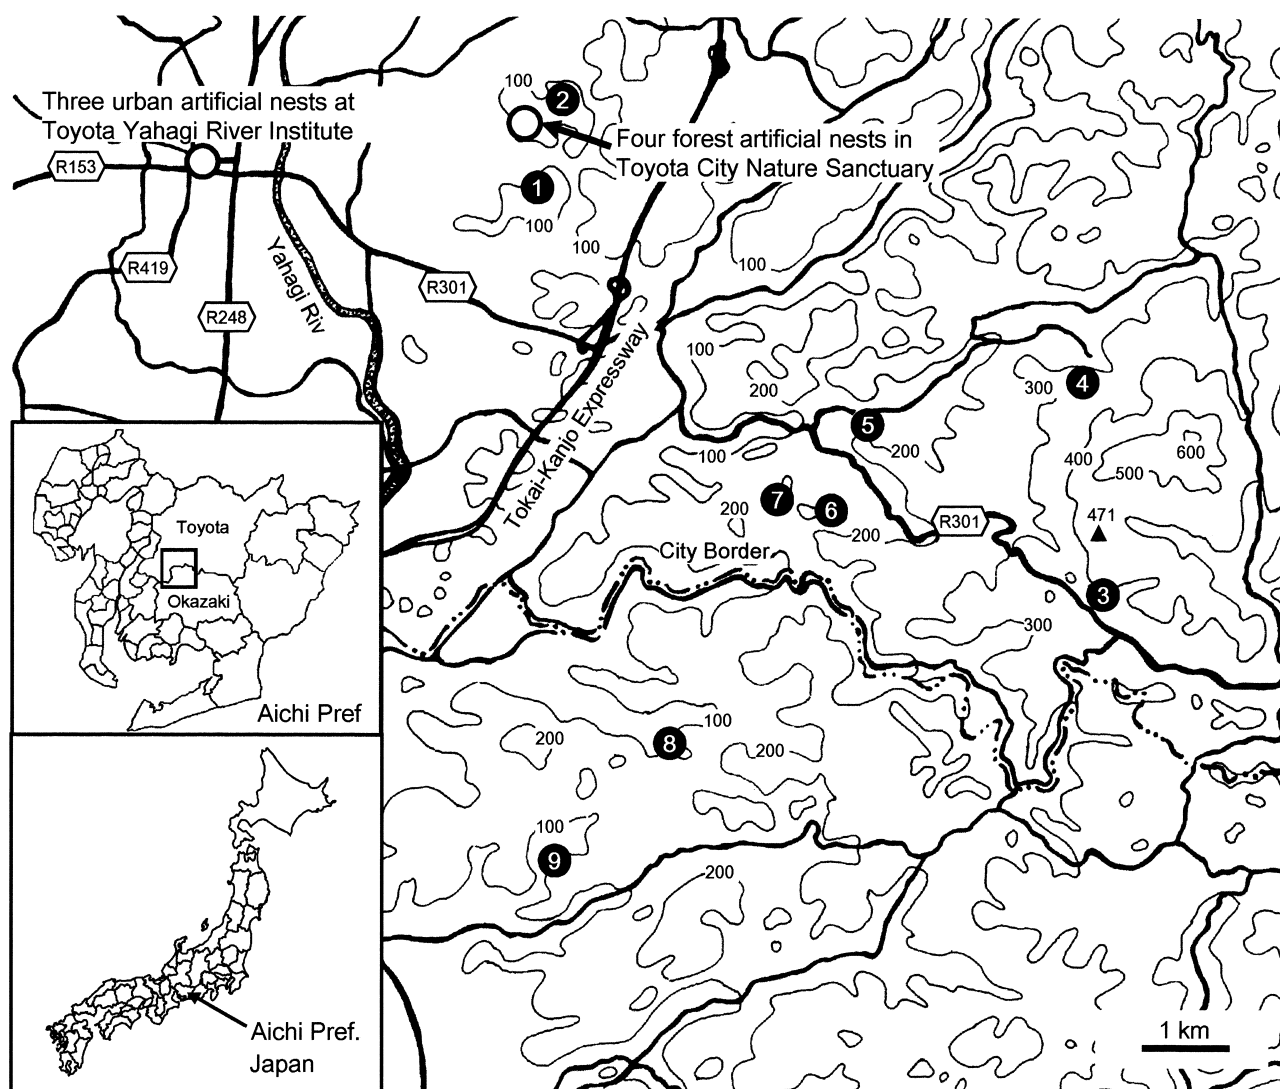 Three urban artificial nests at
Toyota Yahagi River Institute
100
2
Four forest artificial nests in
Toyota City Nature Sanctuary
R153
1
100
100
100
R419
R301
R248
Yahagi Riv
Tokai-Kanjo Expressway
100
200
300
4
5
200
400
500
600
100
7
6
200
200
R301
471
City Border
3
300
Toyota
Okazaki
Aichi Pref
8
100
200
200
100
9
200
Aichi Pref.
Japan
1 km